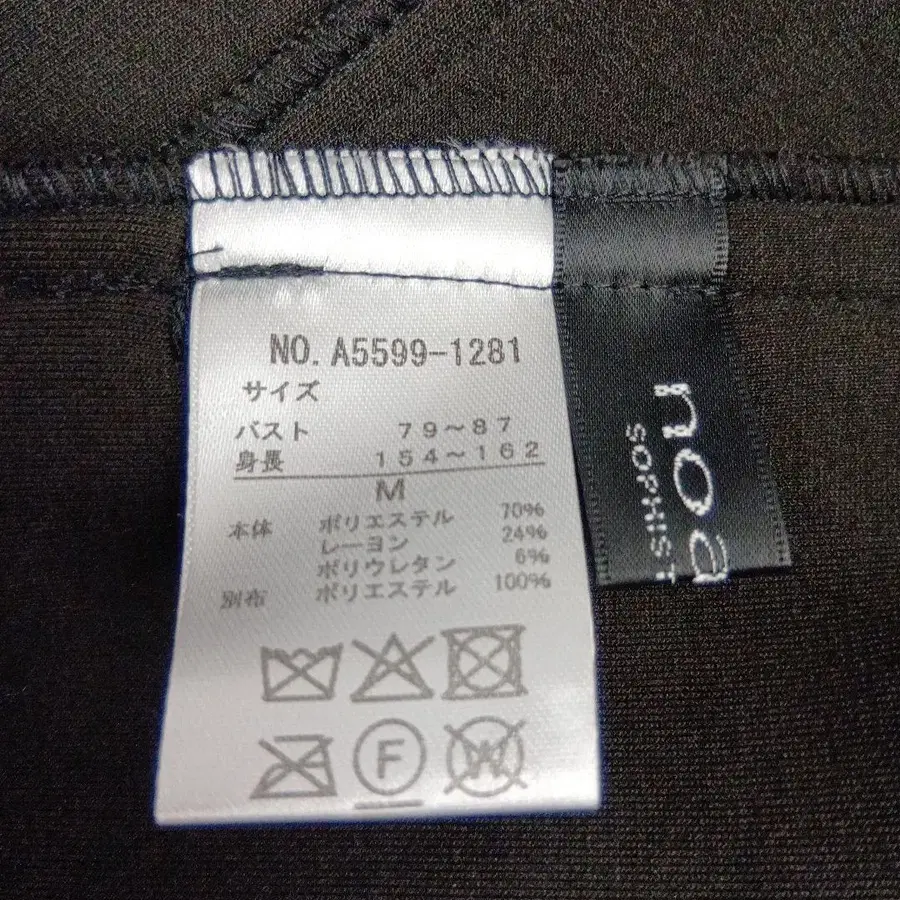 NO. A5599-1281
サイズ
バスト 79～87
身長 154～162
M
本体 ポリエステル 70%
レーヨン 24%
ポリウレタン 6%
別布 ポリエステル 100%
F
W
noa
SOPHIST